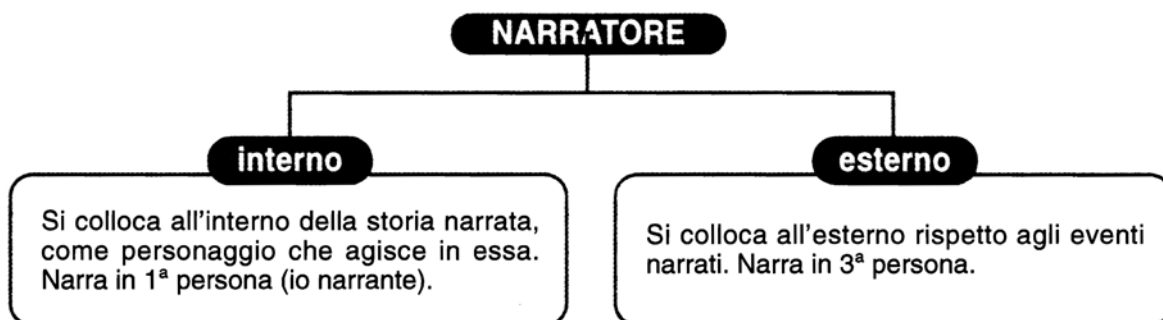 NARRATORE
interno
Si colloca all'interno della storia narrata,
come personaggio che agisce in essa.
Narra in 1ª persona (io narrante).
esterno
Si colloca all'esterno rispetto agli eventi
narrati. Narra in 3ª persona.